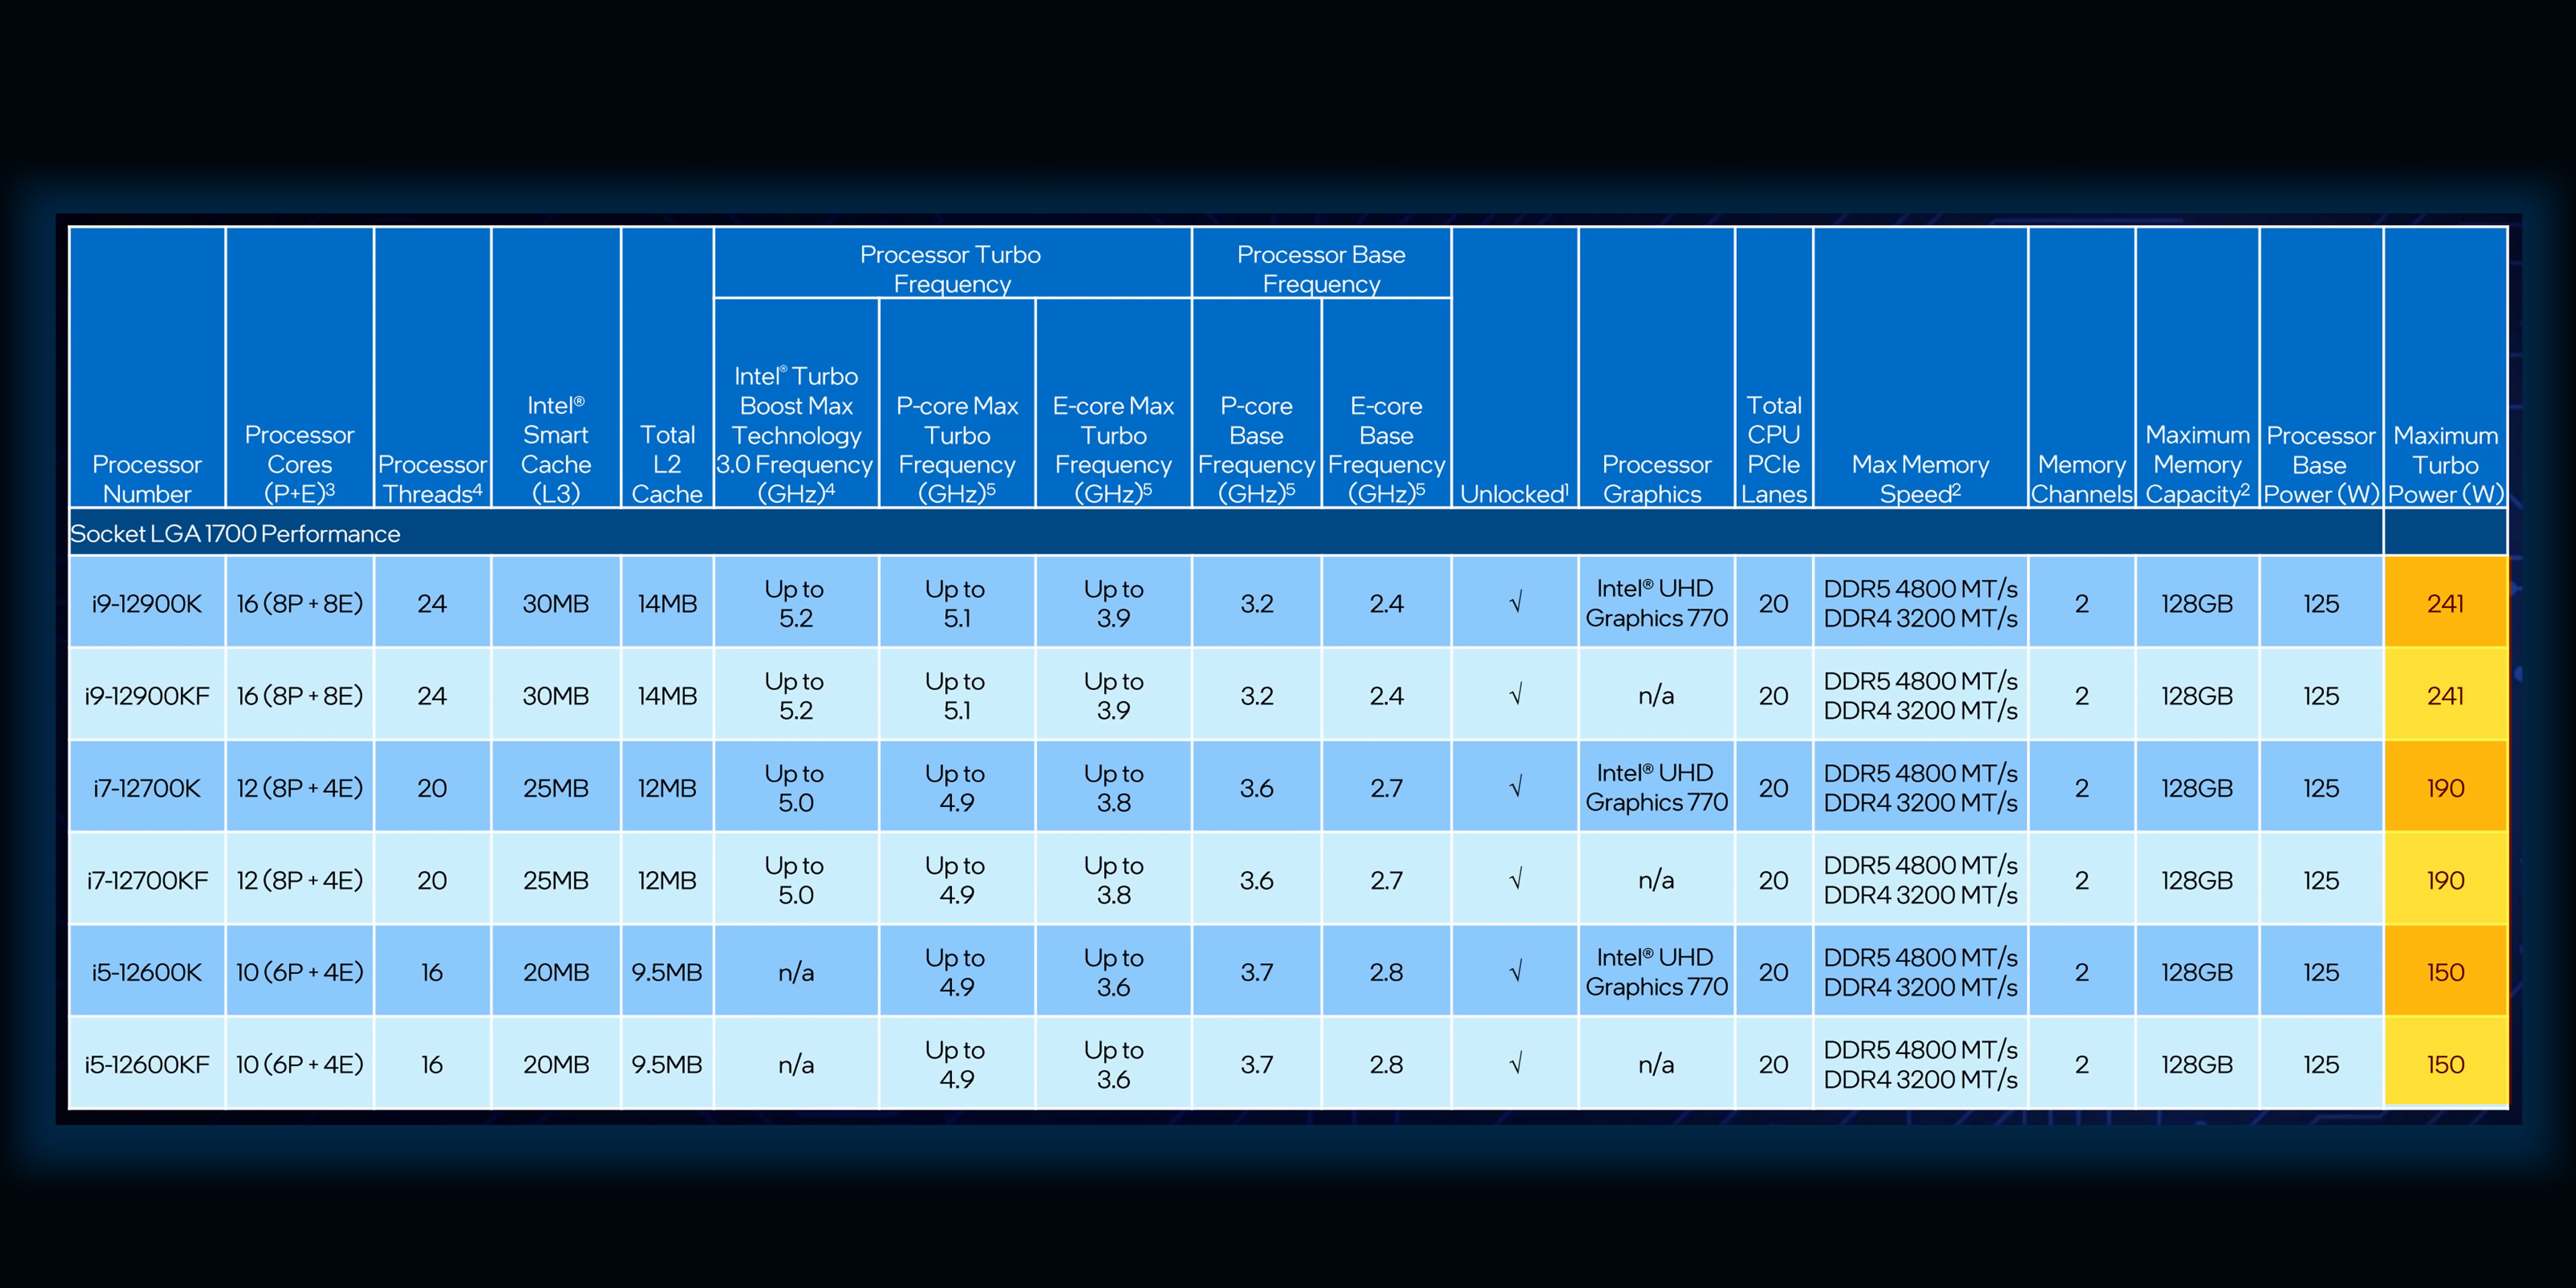 Processor Turbo
Frequency
Processor Base
Frequency
Processor
Number
Processor
Cores
(P+E)³
Processor
Threads⁴
Intel®
Smart
Cache
(L3)
Total
L2
Cache
Intel® Turbo
Boost Max
Technology
3.0 Frequency
(GHz)⁴
P-core Max
Turbo
Frequency
(GHz)⁵
E-core Max
Turbo
Frequency
(GHz)⁵
P-core
Base
Frequency
(GHz)⁵
E-core
Base
Frequency
(GHz)⁵
Unlocked¹
Processor
Graphics
Total
CPU
PCIe
Lanes
Max Memory
Speed²
Memory
Channels
Maximum
Memory
Capacity²
Processor
Base
Power (W)
Maximum
Turbo
Power (W)
Socket LGA 1700 Performance
i9-12900K
16 (8P + 8E)
24
30MB
14MB
Up to
5.2
Up to
5.1
Up to
3.9
3.2
2.4
√
Intel® UHD
Graphics 770
20
DDR5 4800 MT/s
DDR4 3200 MT/s
2
128GB
125
241
i9-12900KF
16 (8P + 8E)
24
30MB
14MB
Up to
5.2
Up to
5.1
Up to
3.9
3.2
2.4
√
n/a
20
DDR5 4800 MT/s
DDR4 3200 MT/s
2
128GB
125
241
i7-12700K
12 (8P + 4E)
20
25MB
12MB
Up to
5.0
Up to
4.9
Up to
3.8
3.6
2.7
√
Intel® UHD
Graphics 770
20
DDR5 4800 MT/s
DDR4 3200 MT/s
2
128GB
125
190
i7-12700KF
12 (8P + 4E)
20
25MB
12MB
Up to
5.0
Up to
4.9
Up to
3.8
3.6
2.7
√
n/a
20
DDR5 4800 MT/s
DDR4 3200 MT/s
2
128GB
125
190
i5-12600K
10 (6P + 4E)
16
20MB
9.5MB
n/a
Up to
4.9
Up to
3.6
3.7
2.8
√
Intel® UHD
Graphics 770
20
DDR5 4800 MT/s
DDR4 3200 MT/s
2
128GB
125
150
i5-12600KF
10 (6P + 4E)
16
20MB
9.5MB
n/a
Up to
4.9
Up to
3.6
3.7
2.8
√
n/a
20
DDR5 4800 MT/s
DDR4 3200 MT/s
2
128GB
125
150